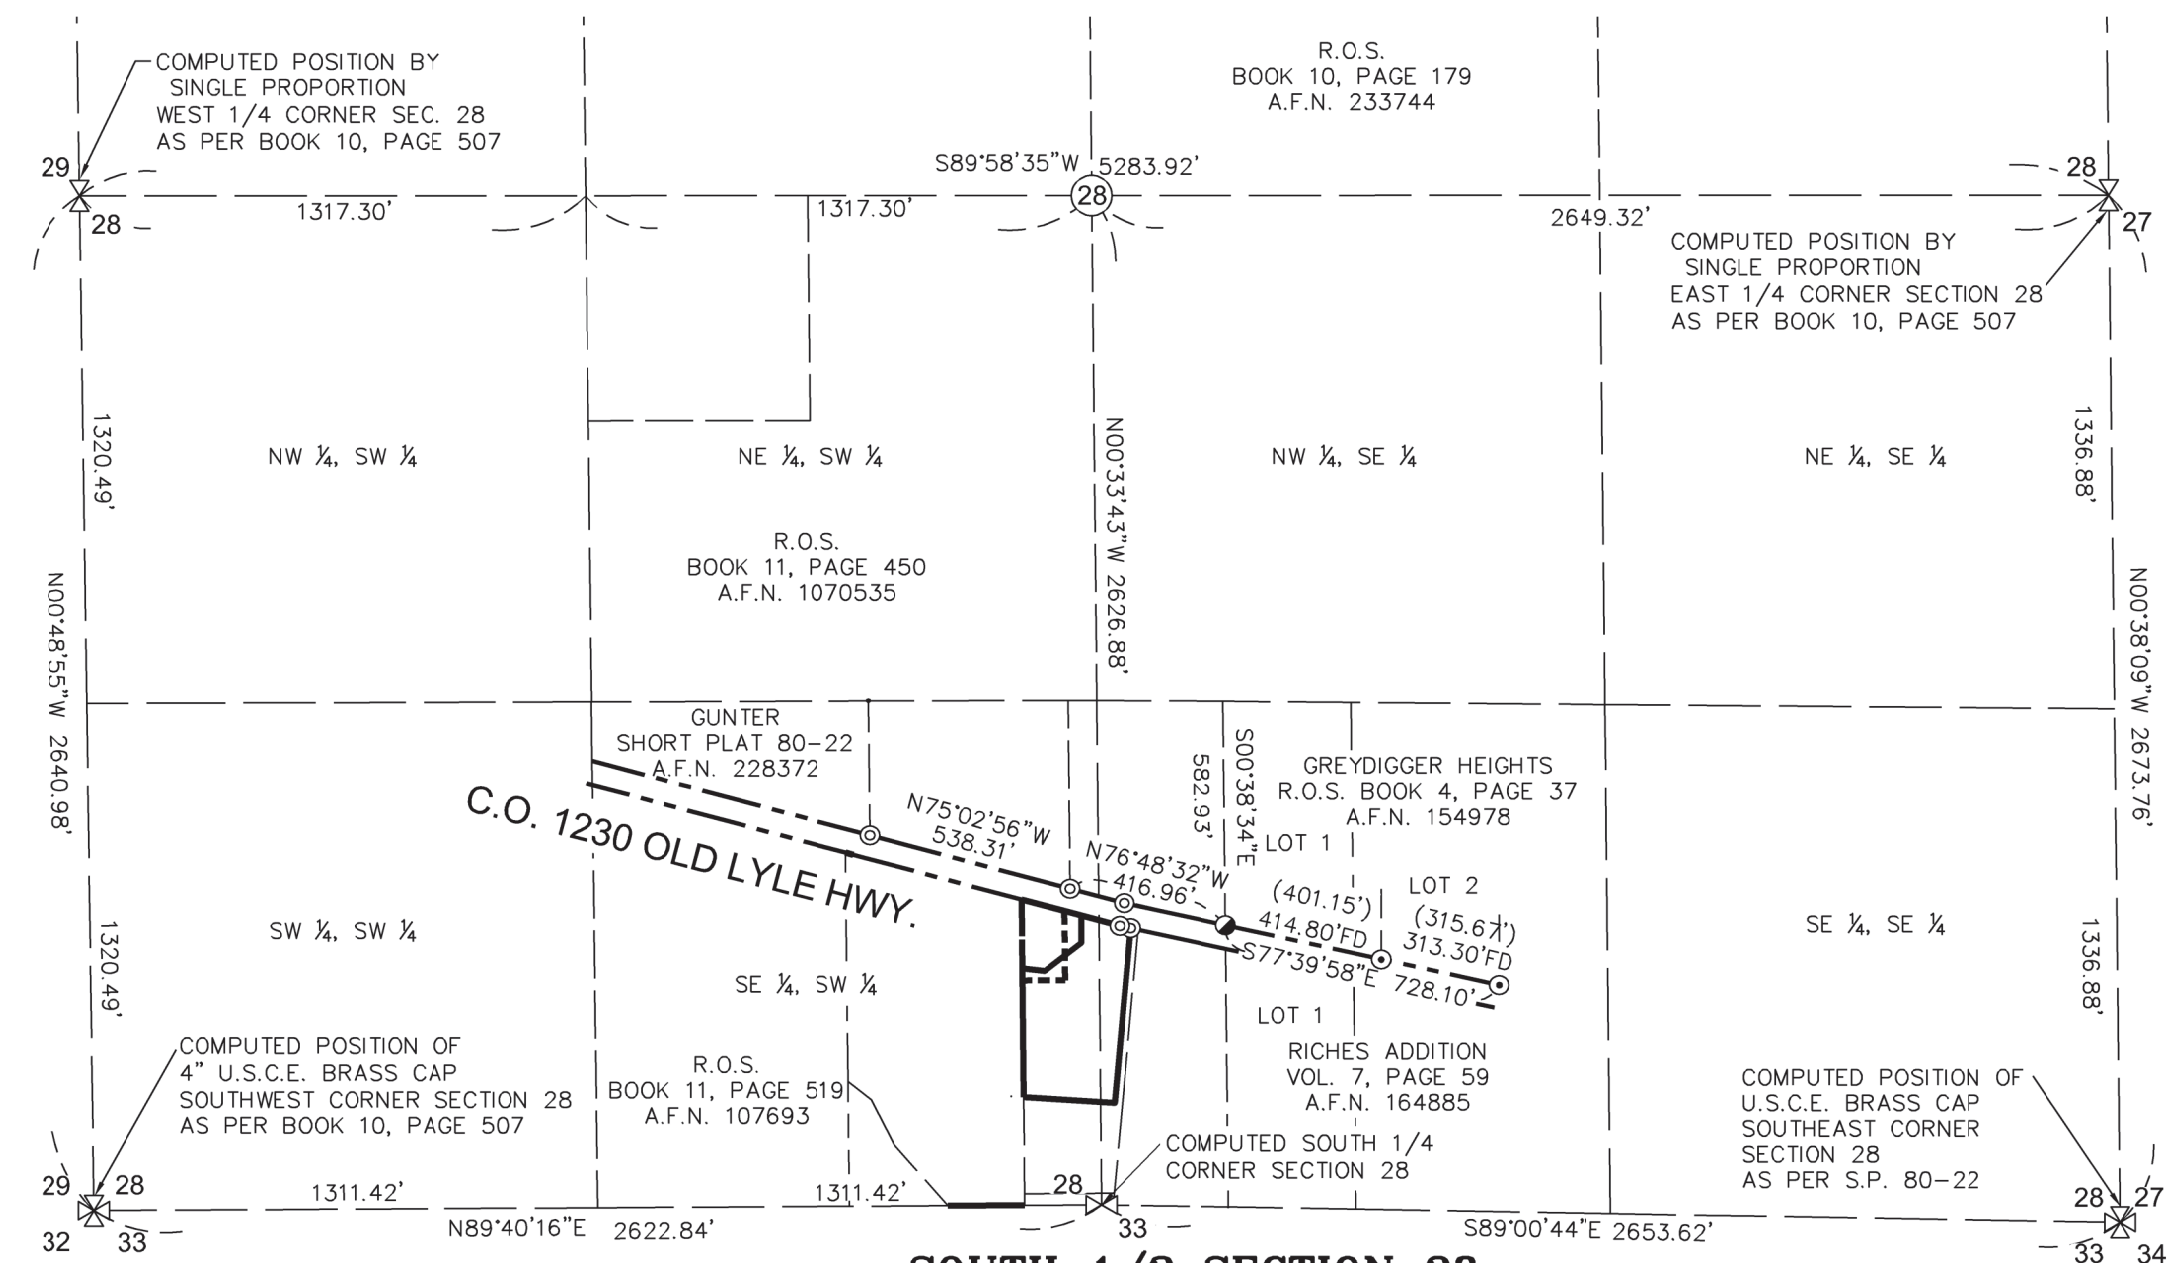 COMPUTED POSITION BY
SINGLE PROPORTION
WEST 1/4 CORNER SEC. 28
AS PER BOOK 10, PAGE 507
R.O.S.
BOOK 10, PAGE 179
A.F.N. 233744
29
28
S89°58'35"W 5283.92'
28
1317.30'
1317.30'
28
2649.32'
27
COMPUTED POSITION BY
SINGLE PROPORTION
EAST 1/4 CORNER SECTION 28
AS PER BOOK 10, PAGE 507
1320.49'
N00°33'43"W 2626.88'
1336.88'
NW ¼, SW ¼
NE ¼, SW ¼
NW ¼, SE ¼
NE ¼, SE ¼
R.O.S.
BOOK 11, PAGE 450
A.F.N. 1070535
N00°48'55"W 2640.98'
N00°38'09"W 2673.76'
GUNTER
SHORT PLAT 80-22
A.F.N. 228372
C.O. 1230 OLD LYLE HWY.
N75°02'56"W
538.31'
N76°48'32"W
416.96'
S00°38'34"E
582.93'
GREYDIGGER HEIGHTS
R.O.S. BOOK 4, PAGE 37
A.F.N. 154978
LOT 1
LOT 2
(401.15')
414.80'FD
(315.67')
313.30'FD
S77°39'58"E 728.10'
1320.49'
SW ¼, SW ¼
SE ¼, SW ¼
SE ¼, SE ¼
1336.88'
LOT 1
RICHES ADDITION
VOL. 7, PAGE 59
A.F.N. 164885
COMPUTED POSITION OF
4" U.S.C.E. BRASS CAP
SOUTHWEST CORNER SECTION 28
AS PER BOOK 10, PAGE 507
R.O.S.
BOOK 11, PAGE 519
A.F.N. 107693
COMPUTED SOUTH 1/4
CORNER SECTION 28
COMPUTED POSITION OF
U.S.C.E. BRASS CAP
SOUTHEAST CORNER
SECTION 28
AS PER S.P. 80-22
29 28
1311.42'
1311.42'
28
28 27
32 33
N89°40'16"E 2622.84'
33
S89°00'44"E 2653.62'
33 34
SOUTH 1/2 SECTION 28